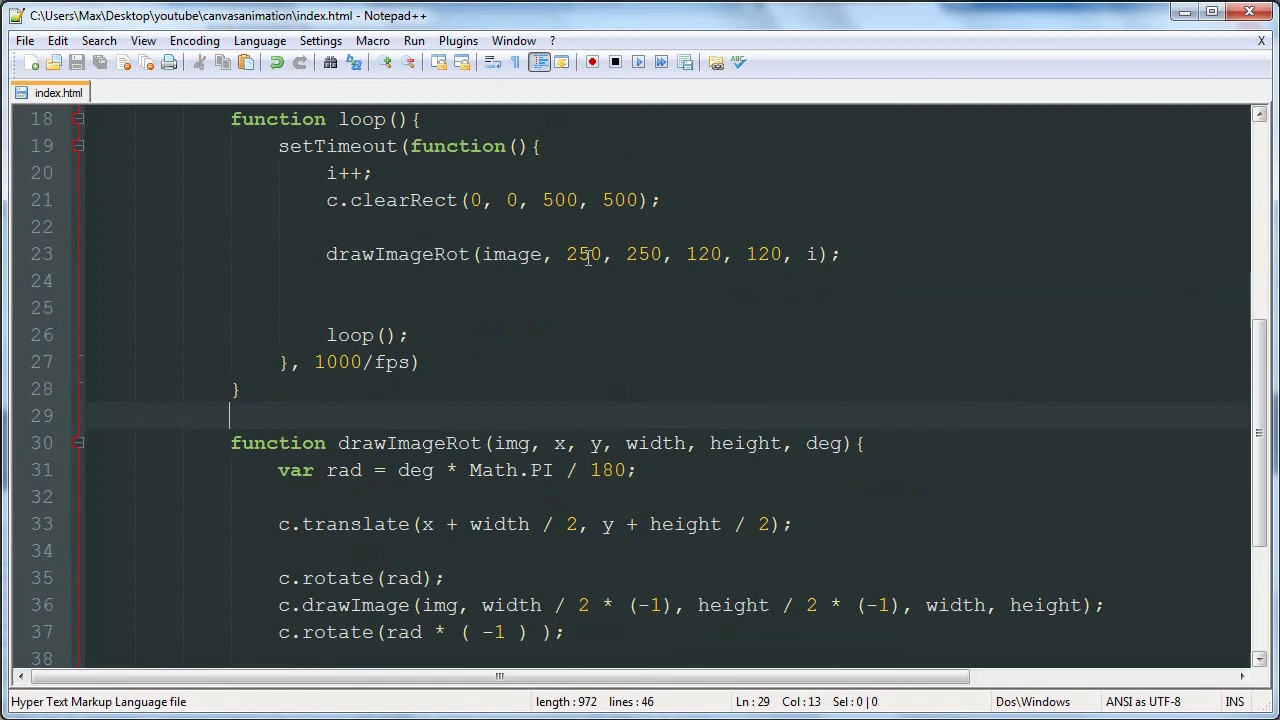 C:\Users\Max\Desktop\youtube\canvasanimation\index.html - Notepad++
File Edit Search View Encoding Language Settings Macro Run Plugins Window ? X
index.html
18 function loop(){
19 setTimeout(function(){
20 i++;
21 c.clearRect(0, 0, 500, 500);
22
23 drawImageRot(image, 250, 250, 120, 120, i);
24
25
26 loop();
27 }, 1000/fps)
28 }
29
30 function drawImageRot(img, x, y, width, height, deg){
31 var rad = deg * Math.PI / 180;
32
33 c.translate(x + width / 2, y + height / 2);
34
35 c.rotate(rad);
36 c.drawImage(img, width / 2 * (-1), height / 2 * (-1), width, height);
37 c.rotate(rad * ( -1 ) );
38
Hyper Text Markup Language file length : 972 lines : 46 Ln : 29 Col : 13 Sel : 0 | 0 Dos\Windows ANSI as UTF-8 INS